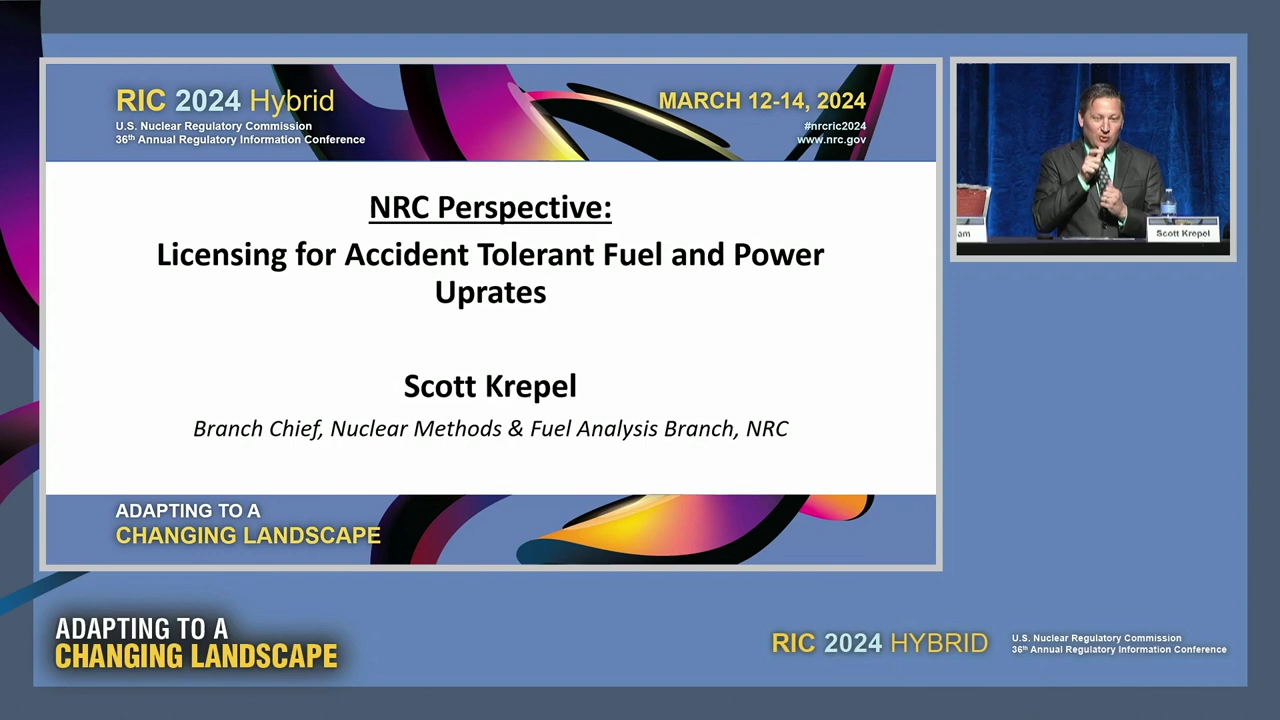 RIC 2024 Hybrid
U.S. Nuclear Regulatory Commission
36th Annual Regulatory Information Conference
MARCH 12-14, 2024
#nrcric2024
www.nrc.gov
NRC Perspective:
Licensing for Accident Tolerant Fuel and Power
Uprates
Scott Krepel
Branch Chief, Nuclear Methods & Fuel Analysis Branch, NRC
ADAPTING TO A
CHANGING LANDSCAPE
am
Scott Krepel
ADAPTING TO A
CHANGING LANDSCAPE
RIC 2024 HYBRID
U.S. Nuclear Regulatory Commission
36th Annual Regulatory Information Conference